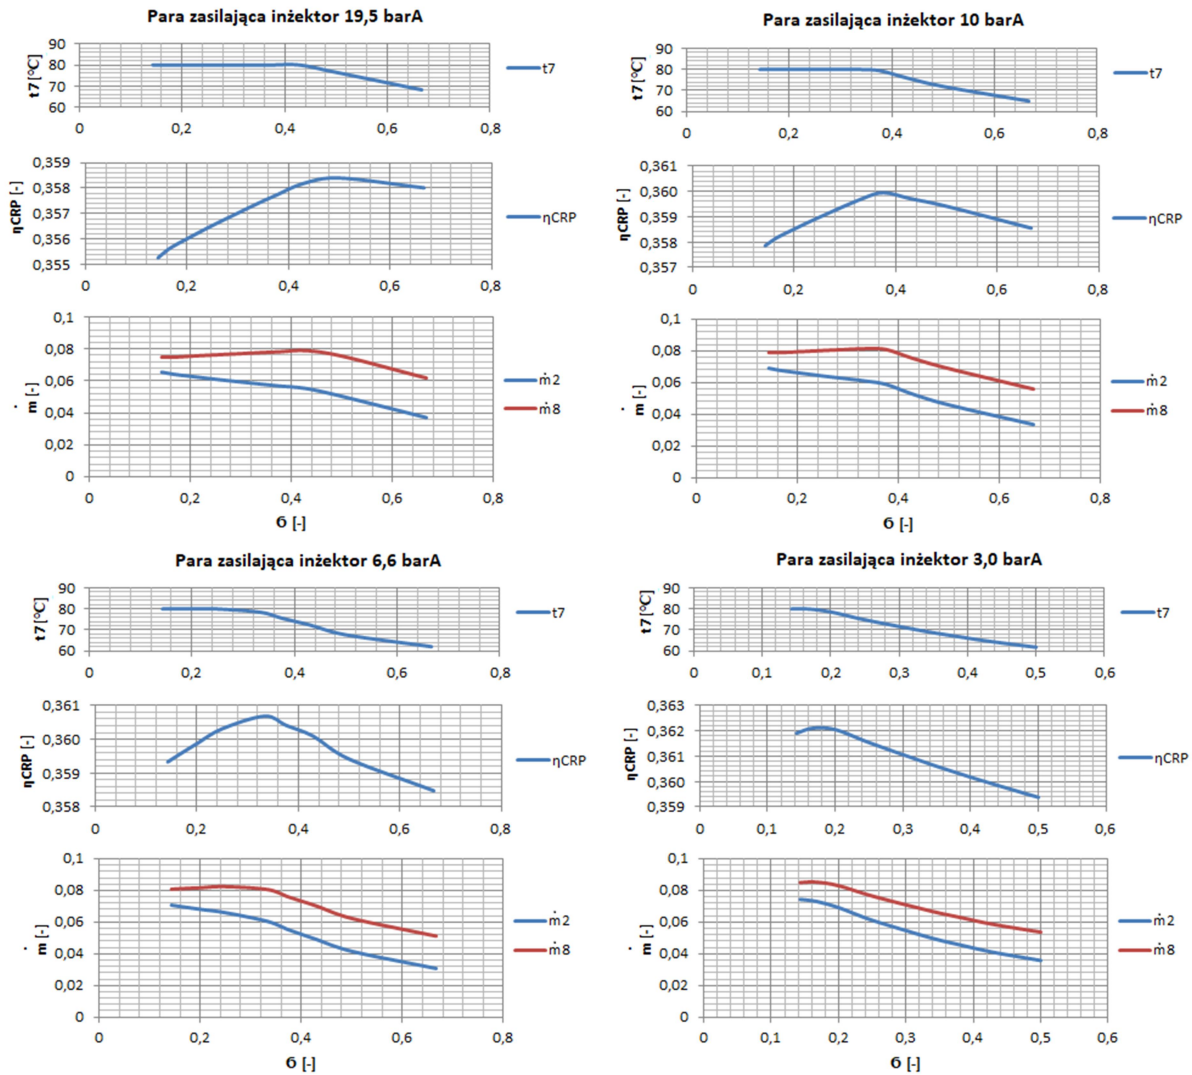 Para zasilająca inżektor 19,5 barA
t7 [°C]
90
80
70
60
0 0,2 0,4 0,6 0,8
t7
ηCRP [-]
0,359
0,358
0,357
0,356
0,355
0 0,2 0,4 0,6 0,8
ηCRP
ṁ [-]
0,1
0,08
0,06
0,04
0,02
0
0 0,2 0,4 0,6 0,8
ṁ2
ṁ8
б [-]
Para zasilająca inżektor 10 barA
t7 [°C]
90
80
70
60
0 0,2 0,4 0,6 0,8
t7
ηCRP [-]
0,361
0,360
0,359
0,358
0,357
0 0,2 0,4 0,6 0,8
ηCRP
ṁ [-]
0,1
0,08
0,06
0,04
0,02
0
0 0,2 0,4 0,6 0,8
ṁ2
ṁ8
б [-]
Para zasilająca inżektor 6,6 barA
t7 [°C]
90
80
70
60
0 0,2 0,4 0,6 0,8
t7
ηCRP [-]
0,361
0,360
0,359
0,358
0 0,2 0,4 0,6 0,8
ηCRP
ṁ [-]
0,1
0,08
0,06
0,04
0,02
0
0 0,2 0,4 0,6 0,8
ṁ2
ṁ8
б [-]
Para zasilająca inżektor 3,0 barA
t7 [°C]
90
80
70
60
0 0,1 0,2 0,3 0,4 0,5 0,6
t7
ηCRP [-]
0,363
0,362
0,361
0,360
0,359
0 0,1 0,2 0,3 0,4 0,5 0,6
ηCRP
ṁ [-]
0,1
0,08
0,06
0,04
0,02
0
0 0,1 0,2 0,3 0,4 0,5 0,6
ṁ2
ṁ8
б [-]